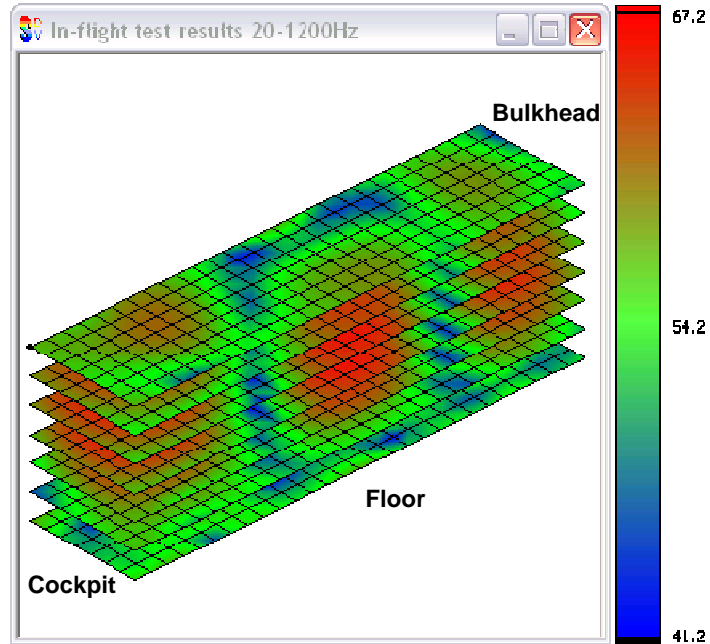 In-flight test results 20-1200Hz
67.2
Bulkhead
54.2
Floor
Cockpit
41.2